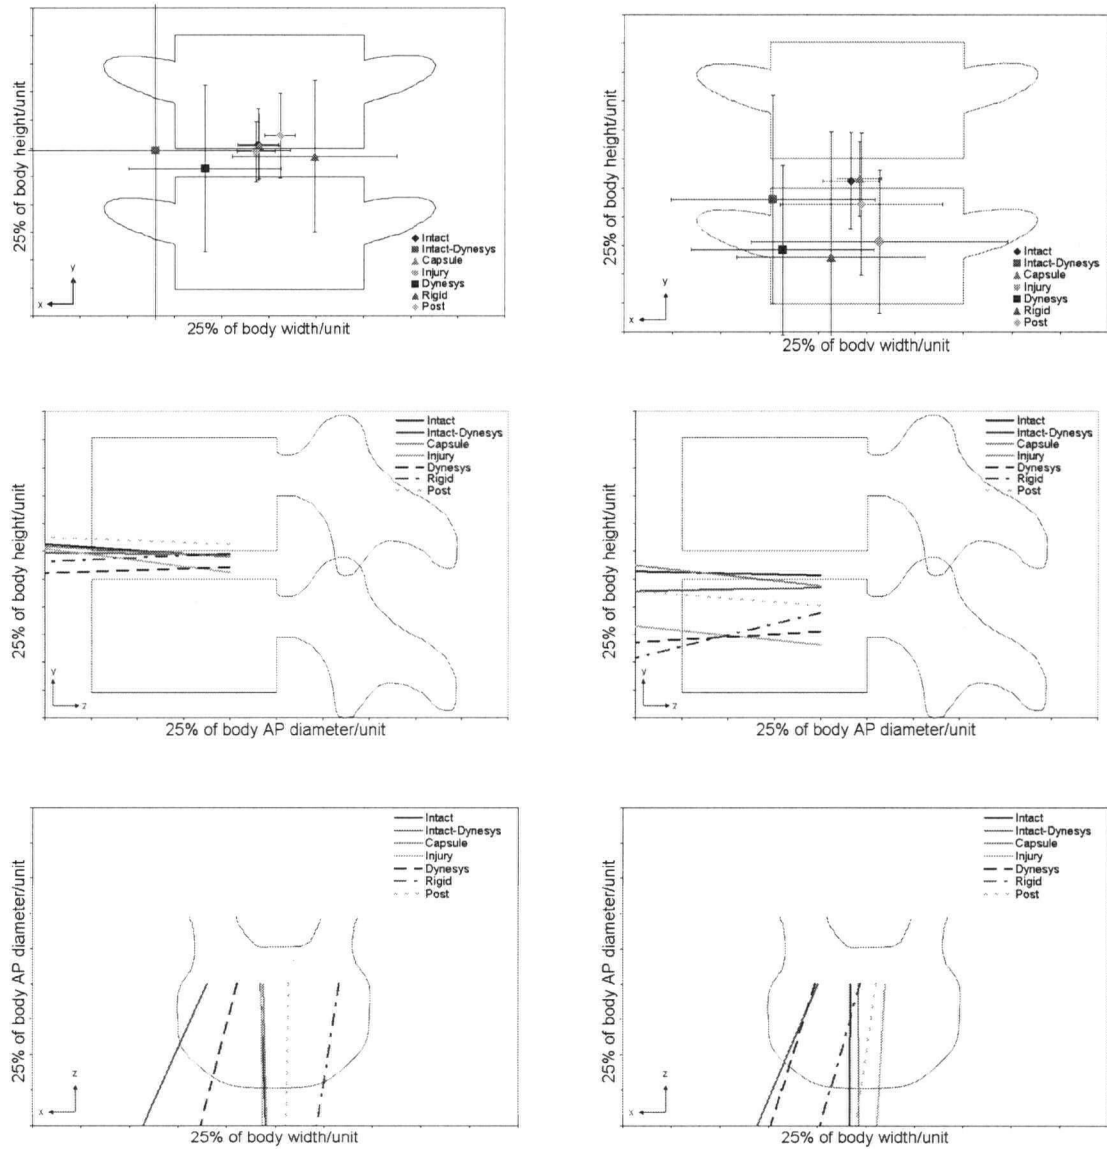 25% of body height/unit
Intact
Intact-Dynesys
Capsule
Injury
Dynesys
Rigid
Post
y
x
25% of body width/unit
25% of body height/unit
Intact
Intact-Dynesys
Capsule
Injury
Dynesys
Rigid
Post
y
x
25% of body width/unit
25% of body height/unit
Intact
Intact-Dynesys
Capsule
Injury
Dynesys
Rigid
Post
y
z
25% of body AP diameter/unit
25% of body height/unit
Intact
Intact-Dynesys
Capsule
Injury
Dynesys
Rigid
Post
y
z
25% of body AP diameter/unit
25% of body AP diameter/unit
Intact
Intact-Dynesys
Capsule
Injury
Dynesys
Rigid
Post
z
x
25% of body width/unit
25% of body AP diameter/unit
Intact
Intact-Dynesys
Capsule
Injury
Dynesys
Rigid
Post
z
x
25% of body width/unit